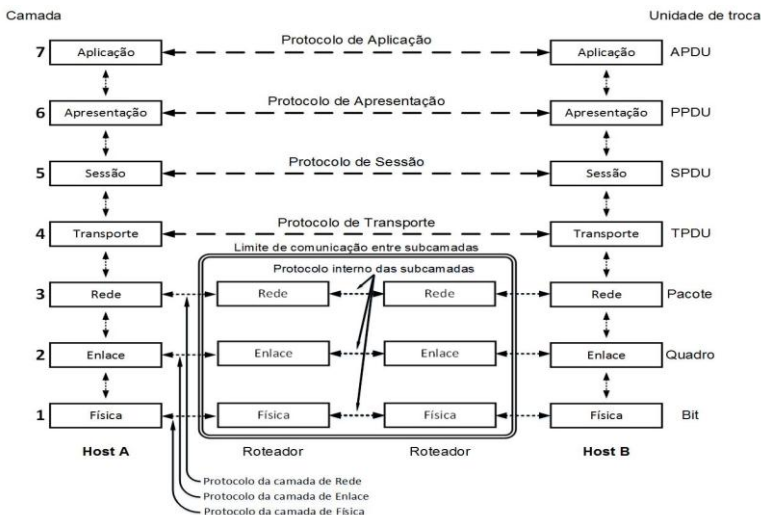 Camada Unidade de troca
7 Aplicação Protocolo de Aplicação Aplicação APDU
6 Apresentação Protocolo de Apresentação Apresentação PPDU
5 Sessão Protocolo de Sessão Sessão SPDU
4 Transporte Protocolo de Transporte Transporte TPDU
Limite de comunicação entre subcamadas
Protocolo interno das subcamadas
3 Rede Rede Rede Rede Pacote
2 Enlace Enlace Enlace Enlace Quadro
1 Física Física Física Física Bit
Host A Roteador Roteador Host B
Protocolo da camada de Rede
Protocolo da camada de Enlace
Protocolo da camada de Física